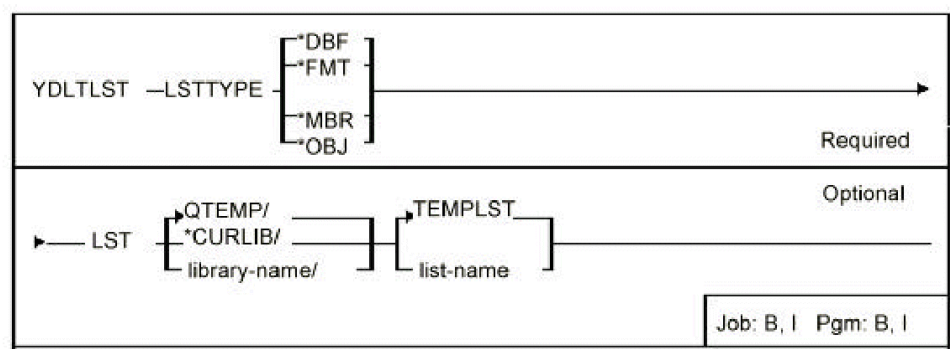 *DBF
*FMT
YDLTLST LSTTYPE
*MBR
*OBJ
Required
Optional
QTEMP/ TEMPLST
LST *CURLIB/
library-name/ list-name
Job: B, I Pgm: B, I